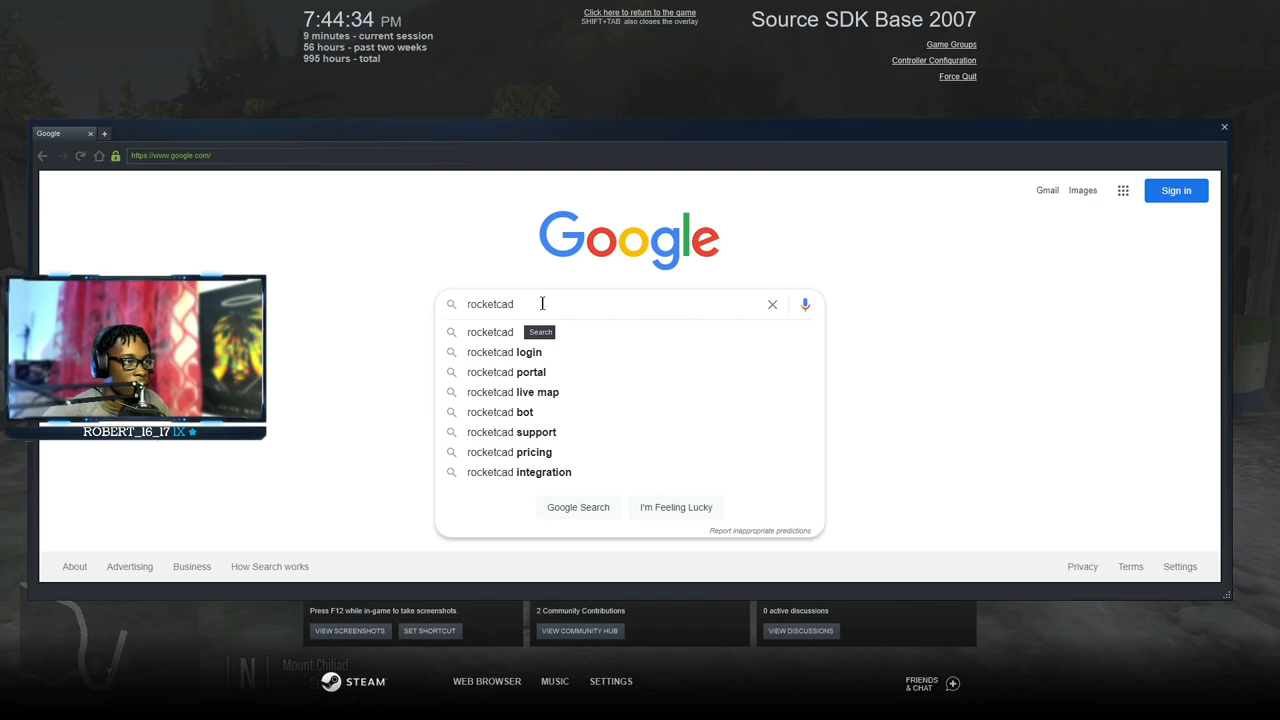 7:44:34 PM
9 minutes - current session
56 hours - past two weeks
995 hours - total
Click here to return to the game
SHIFT+TAB also closes the overlay
Source SDK Base 2007
Game Groups
Controller Configuration
Force Quit
Google
https://www.google.com/
Gmail Images Sign in
Google
rocketcad
rocketcad Search
rocketcad login
rocketcad portal
rocketcad live map
rocketcad bot
rocketcad support
rocketcad pricing
rocketcad integration
Google Search I'm Feeling Lucky
Report inappropriate predictions
ROBERT_16_17 IX
About Advertising Business How Search works Privacy Terms Settings
Press F12 while in-game to take screenshots.
VIEW SCREENSHOTS SET SHORTCUT
2 Community Contributions
VIEW COMMUNITY HUB
0 active discussions
VIEW DISCUSSIONS
N Mount Chiliad
STEAM WEB BROWSER MUSIC SETTINGS FRIENDS & CHAT